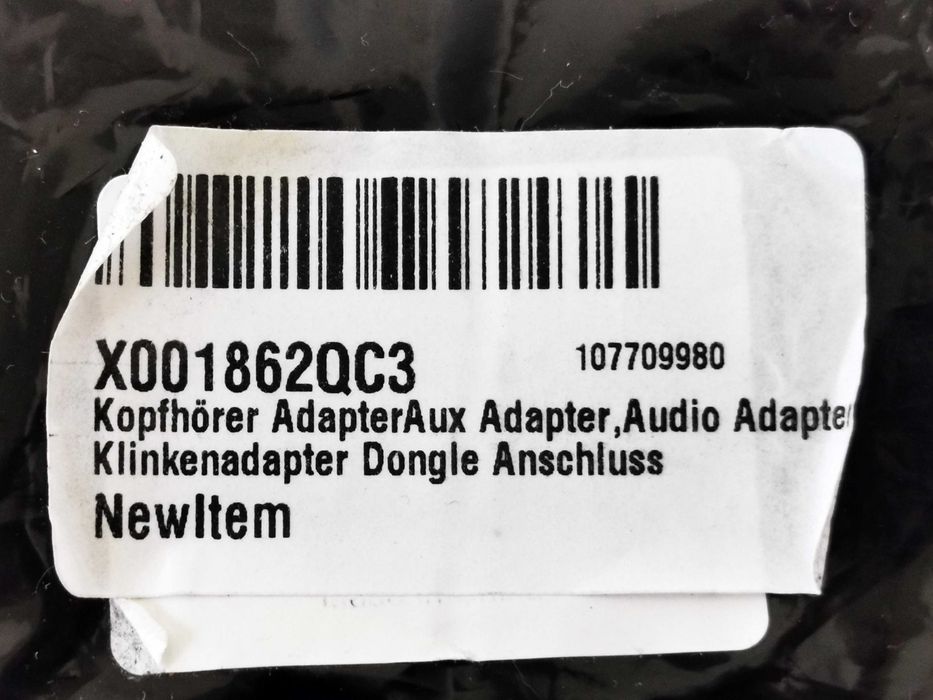 X001862QC3 107709980
Kopfhörer AdapterAux Adapter,Audio Adapter
Klinkenadapter Dongle Anschluss
NewItem